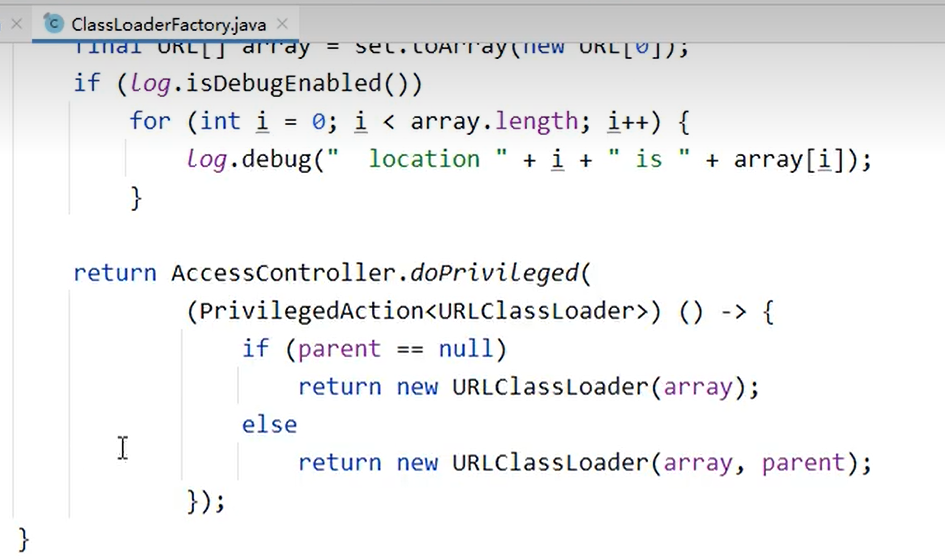 ClassLoaderFactory.java
final URL[] array = set.toArray(new URL[0]);
if (log.isDebugEnabled())
for (int i = 0; i < array.length; i++) {
log.debug("  location " + i + " is " + array[i]);
}
return AccessController.doPrivileged(
(PrivilegedAction<URLClassLoader>) () -> {
if (parent == null)
return new URLClassLoader(array);
else
return new URLClassLoader(array, parent);
});
}